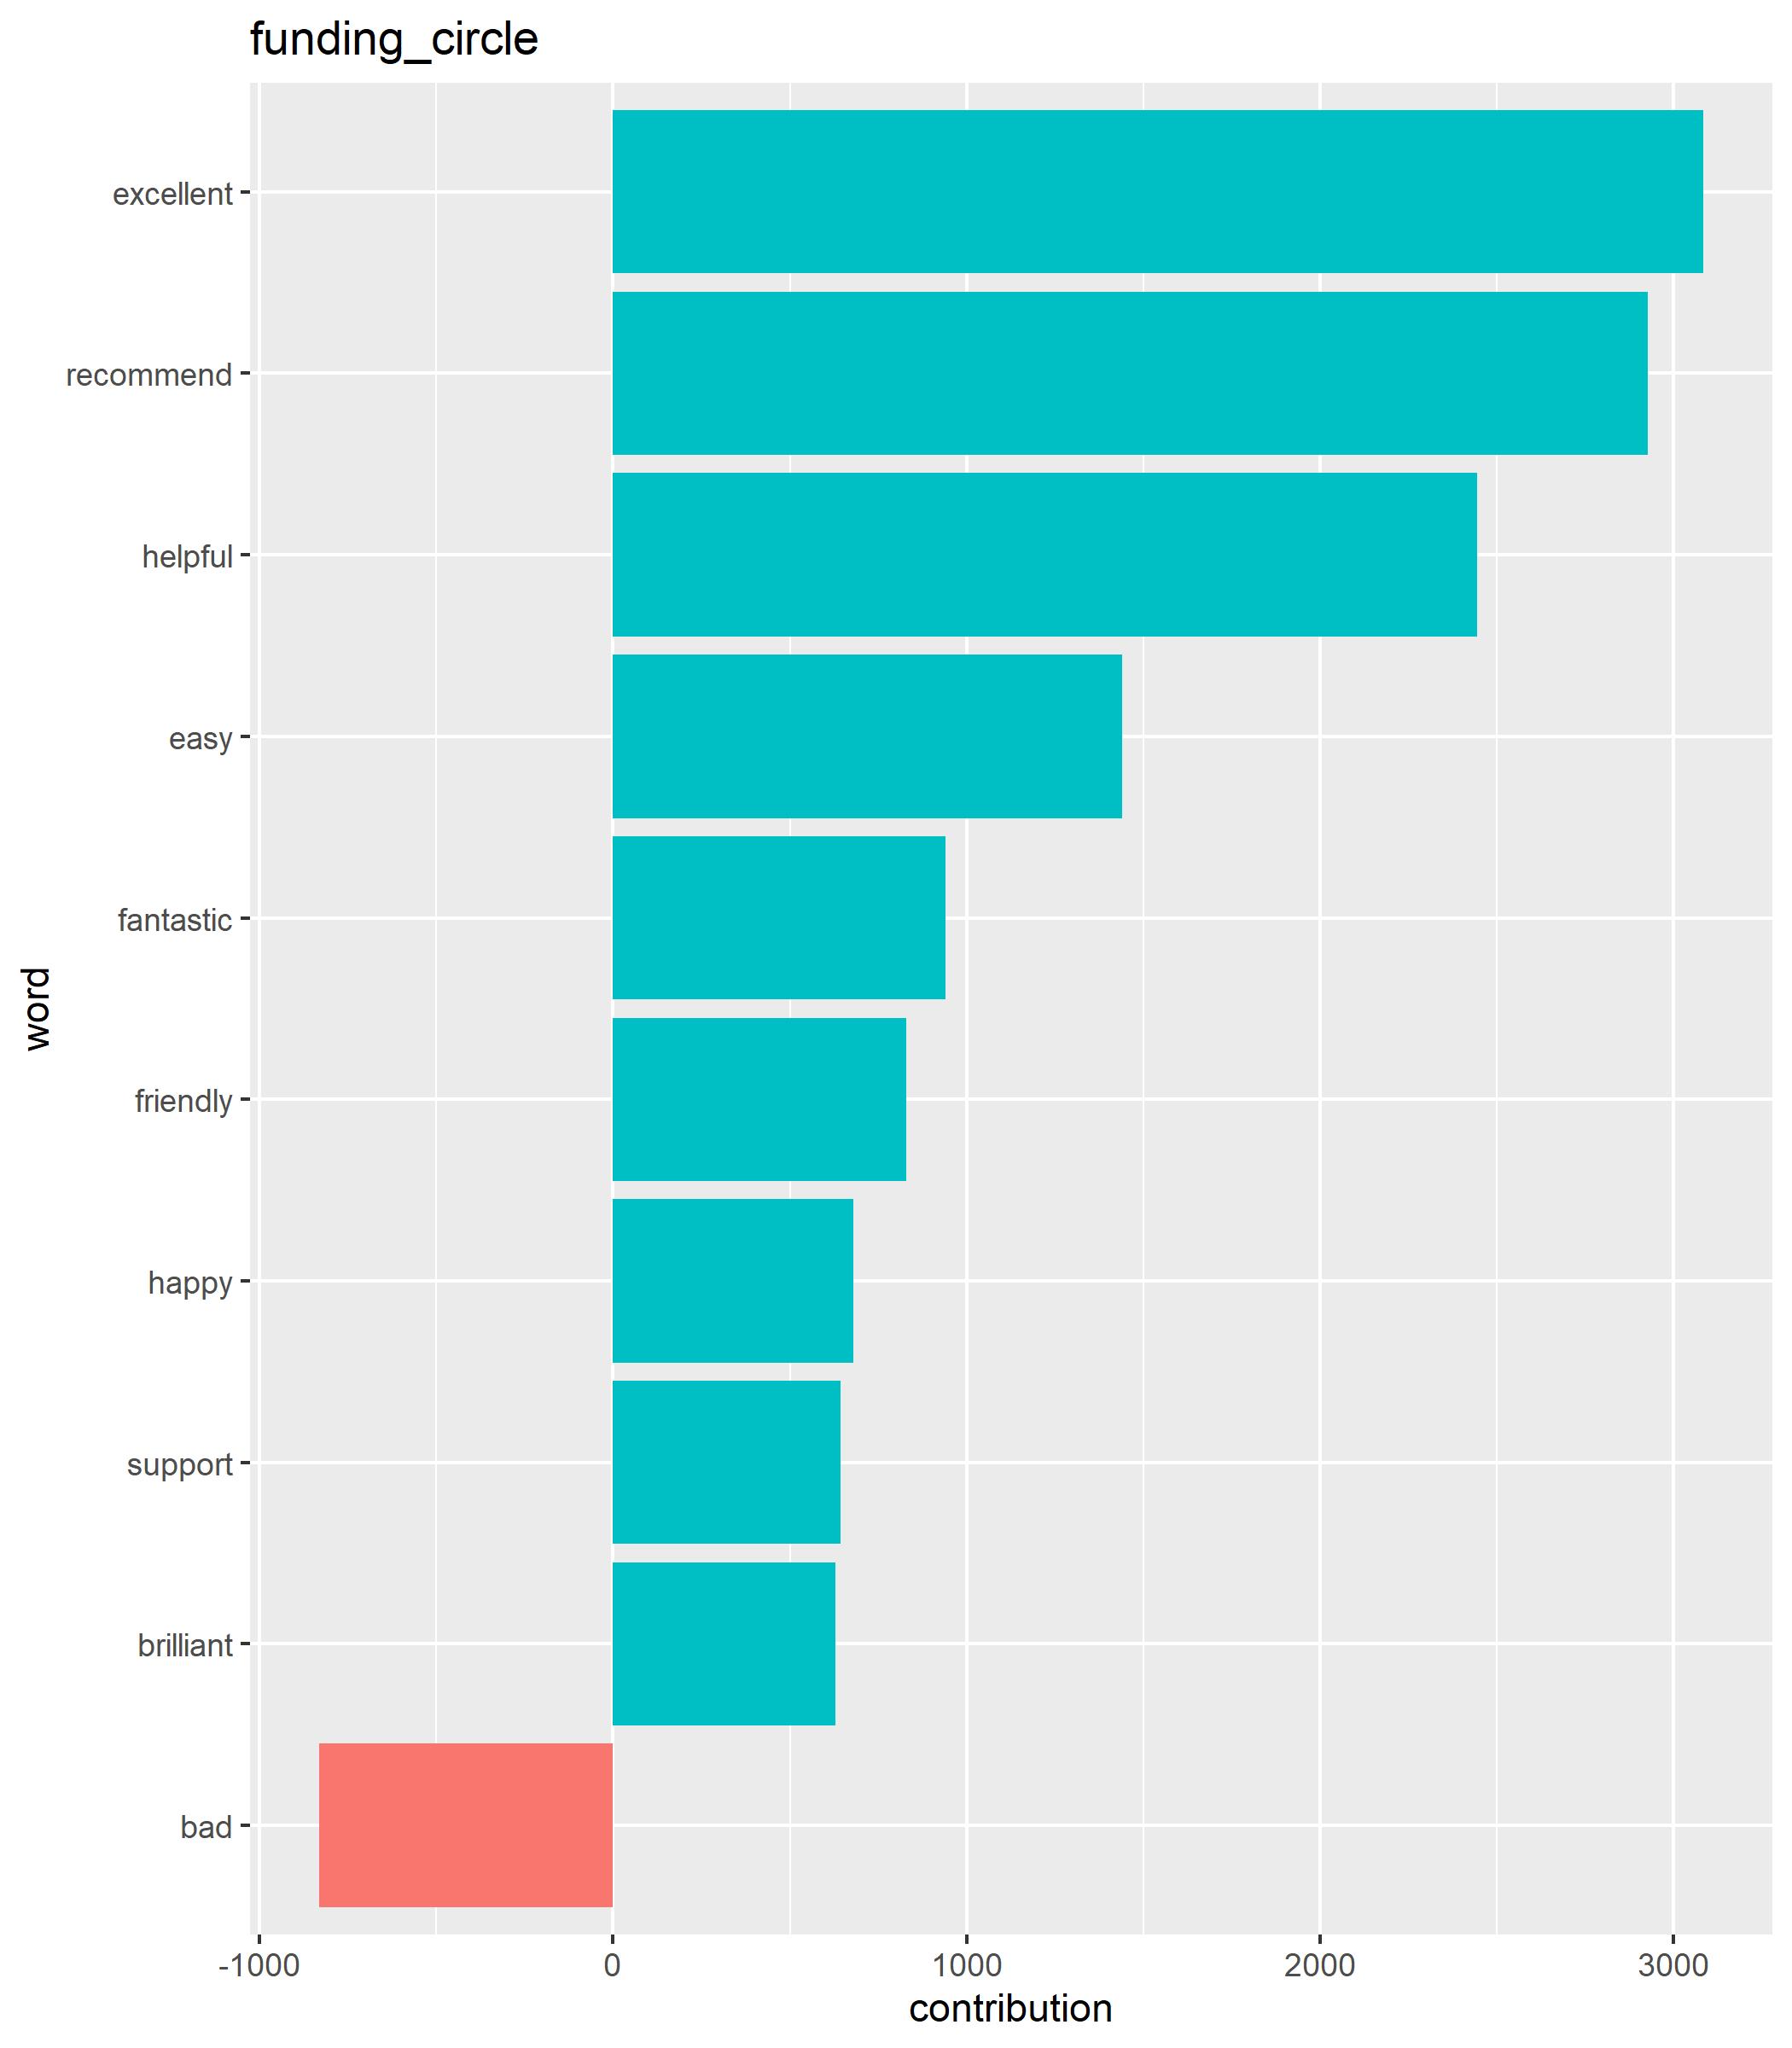 funding_circle
excellent
recommend
helpful
easy
fantastic
friendly
happy
support
brilliant
bad
word
-1000 0 1000 2000 3000
contribution